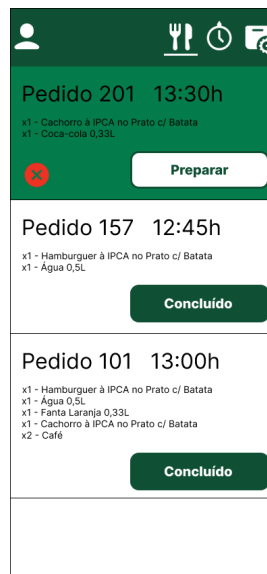 Pedido 201 13:30h
x1 - Cachorro à IPCA no Prato c/ Batata
x1 - Coca-cola 0,33L
Preparar
Pedido 157 12:45h
x1 - Hamburguer à IPCA no Prato c/ Batata
x1 - Água 0,5L
Concluído
Pedido 101 13:00h
x1 - Hamburguer à IPCA no Prato c/ Batata
x1 - Água 0,5L
x1 - Fanta Laranja 0,33L
x1 - Cachorro à IPCA no Prato c/ Batata
x2 - Café
Concluído